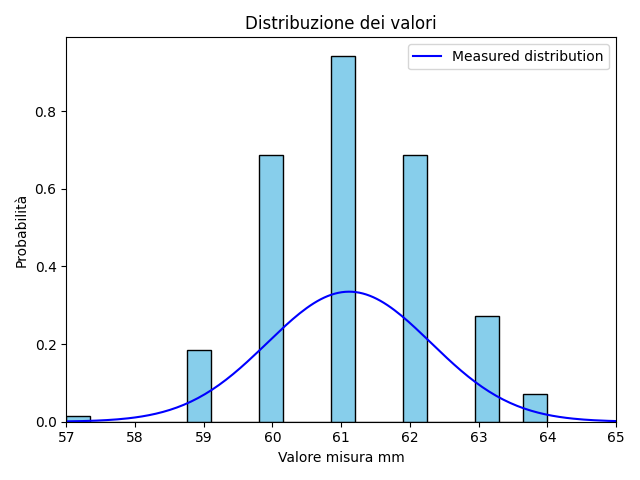 Distribuzione dei valori
Measured distribution
Probabilità
0.8
0.6
0.4
0.2
0.0
57 58 59 60 61 62 63 64 65
Valore misura mm